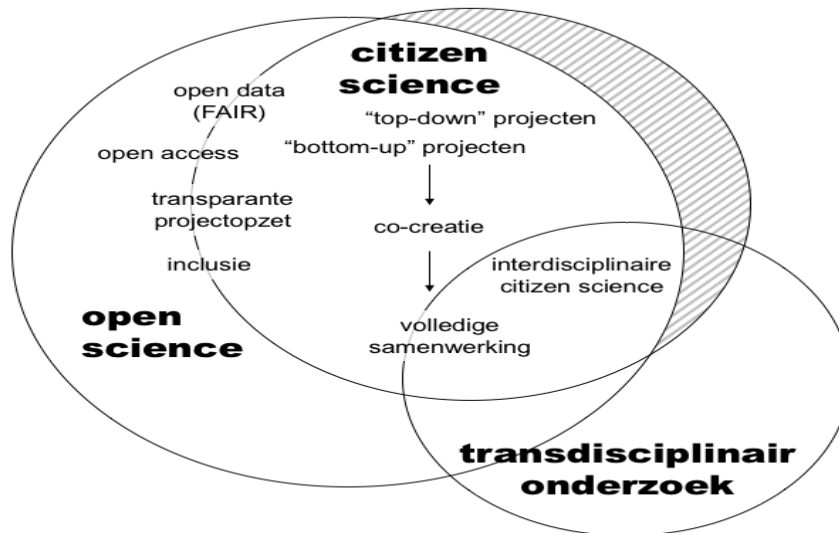 citizen
science
open data
(FAIR)
"top-down" projecten
open access
"bottom-up" projecten
transparante
projectopzet
co-creatie
inclusie
interdisciplinaire
citizen science
open
science
volledige
samenwerking
transdisciplinair
onderzoek